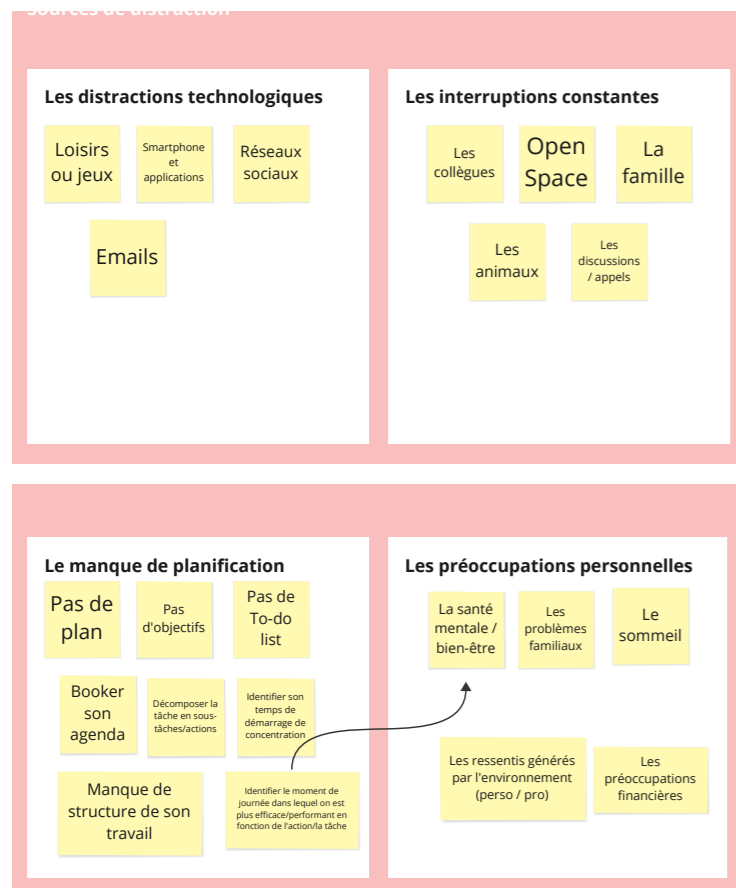 Sources de distraction
Les distractions technologiques
Loisirs
ou jeux
Smartphone
et
applications
Réseaux
sociaux
Emails
Les interruptions constantes
Les
collègues
Open
Space
La
famille
Les
animaux
Les
discussions
/ appels
Le manque de planification
Pas de
plan
Pas
d'objectifs
Pas de
To-do
list
Booker
son
agenda
Décomposer la
tâche en sous-
tâches/actions
Identifier son
temps de
démarrage de
concentration
Manque de
structure de son
travail
Identifier le moment de
journée dans lequel on est
plus efficace/performant en
fonction de l'action/la tâche
Les préoccupations personnelles
La santé
mentale /
bien-être
Les
problèmes
familiaux
Le
sommeil
Les ressentis générés
par l'environnement
(perso / pro)
Les
préoccupations
financières